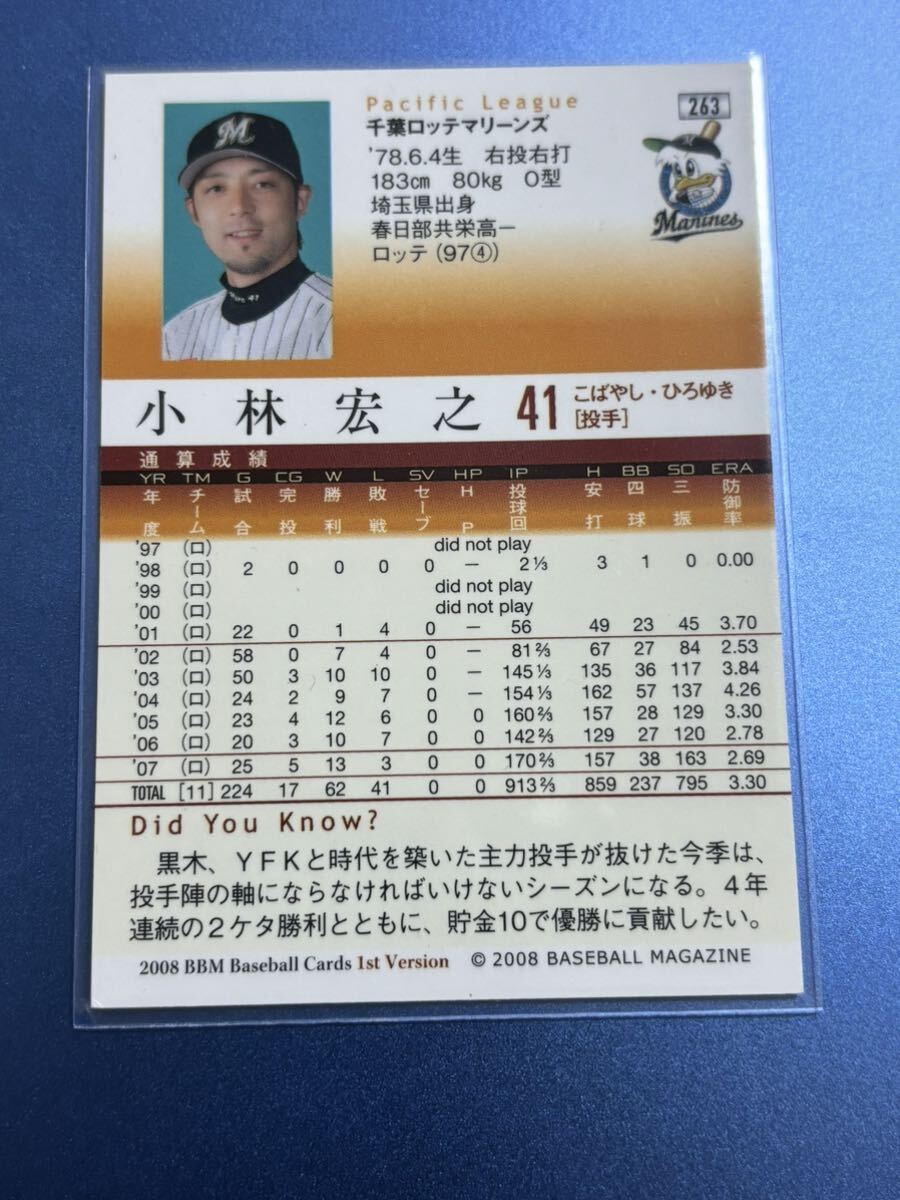 Pacific League
263
千葉ロッテマリーンズ
'78.6.4生 右投右打
183cm 80kg O型
埼玉県出身
春日部共栄高－
ロッテ（97④）
M
Marines
小林宏之 41 こばやし・ひろゆき
[投手]
通算成績
YR TM G CG W L SV HP IP H BB SO ERA
年度 チーム 試合 完投 勝利 敗戦 セーブ HP 投球回 安打 四球 三振 防御率
'97 (ロ) did not play
'98 (ロ) 2 0 0 0 0 － 2⅓ 3 1 0 0.00
'99 (ロ) did not play
'00 (ロ) did not play
'01 (ロ) 22 0 1 4 0 － 56 49 23 45 3.70
'02 (ロ) 58 0 7 4 0 － 81⅔ 67 27 84 2.53
'03 (ロ) 50 3 10 10 0 － 145⅓ 135 36 117 3.84
'04 (ロ) 24 2 9 7 0 － 154⅓ 162 57 137 4.26
'05 (ロ) 23 4 12 6 0 0 160⅔ 157 28 129 3.30
'06 (ロ) 20 3 10 7 0 0 142⅔ 129 27 120 2.78
'07 (ロ) 25 5 13 3 0 0 170⅔ 157 38 163 2.69
TOTAL [11] 224 17 62 41 0 0 913⅔ 859 237 795 3.30
Did You Know?
黒木、YFKと時代を築いた主力投手が抜けた今季は、
投手陣の軸にならなければいけないシーズンになる。4年
連続の2ケタ勝利とともに、貯金10で優勝に貢献したい。
2008 BBM Baseball Cards 1st Version © 2008 BASEBALL MAGAZINE